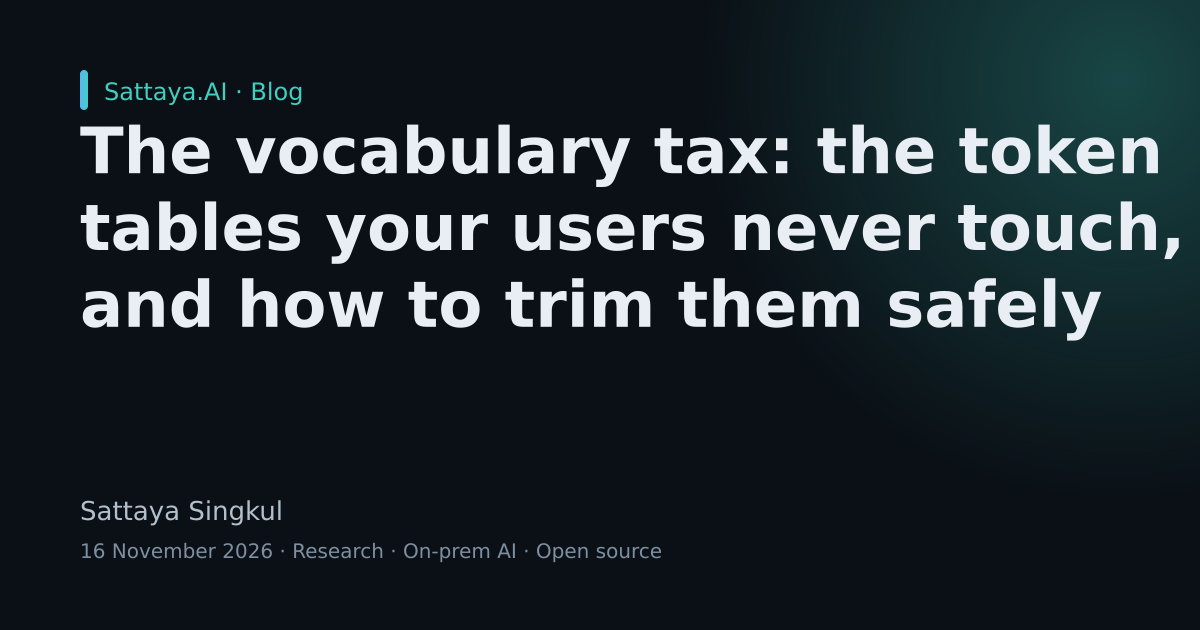 Sattaya.AI · Blog
The vocabulary tax: the token
tables your users never touch,
and how to trim them safely
Sattaya Singkul
16 November 2026 · Research · On-prem AI · Open source